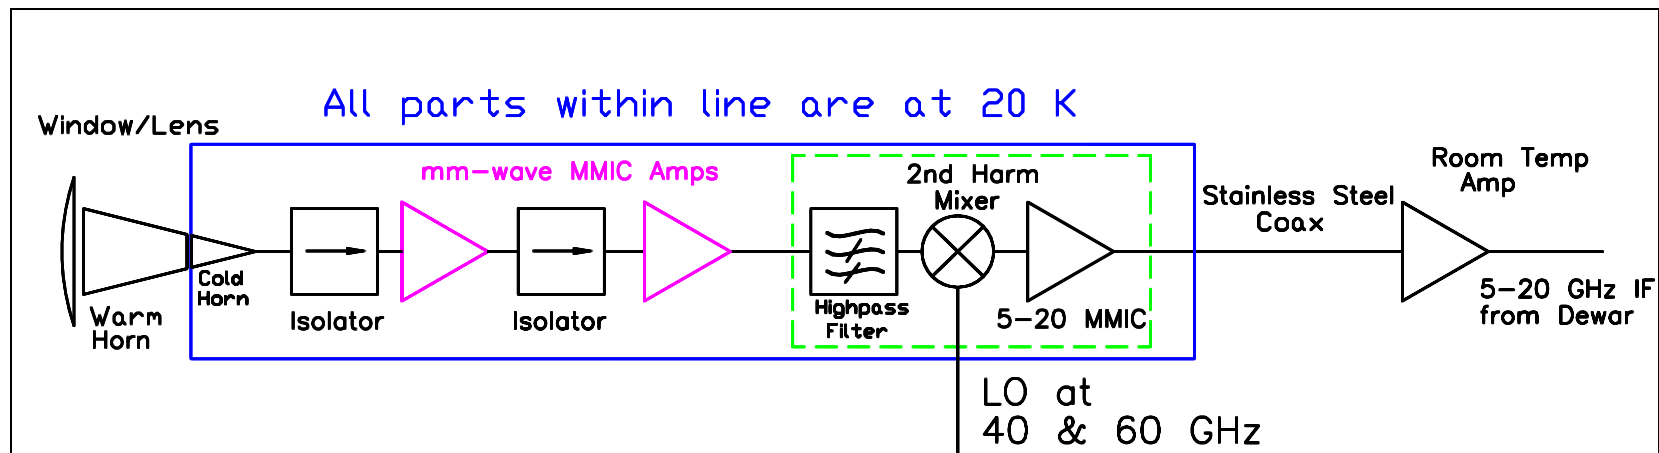 All parts within line are at 20 K
Window/Lens
mm-wave MMIC Amps
2nd Harm
Mixer
Room Temp
Amp
Stainless Steel
Coax
Cold
Horn
Warm
Horn
Isolator
Isolator
Highpass
Filter
5-20 MMIC
5-20 GHz IF
from Dewar
LO at
40 & 60 GHz